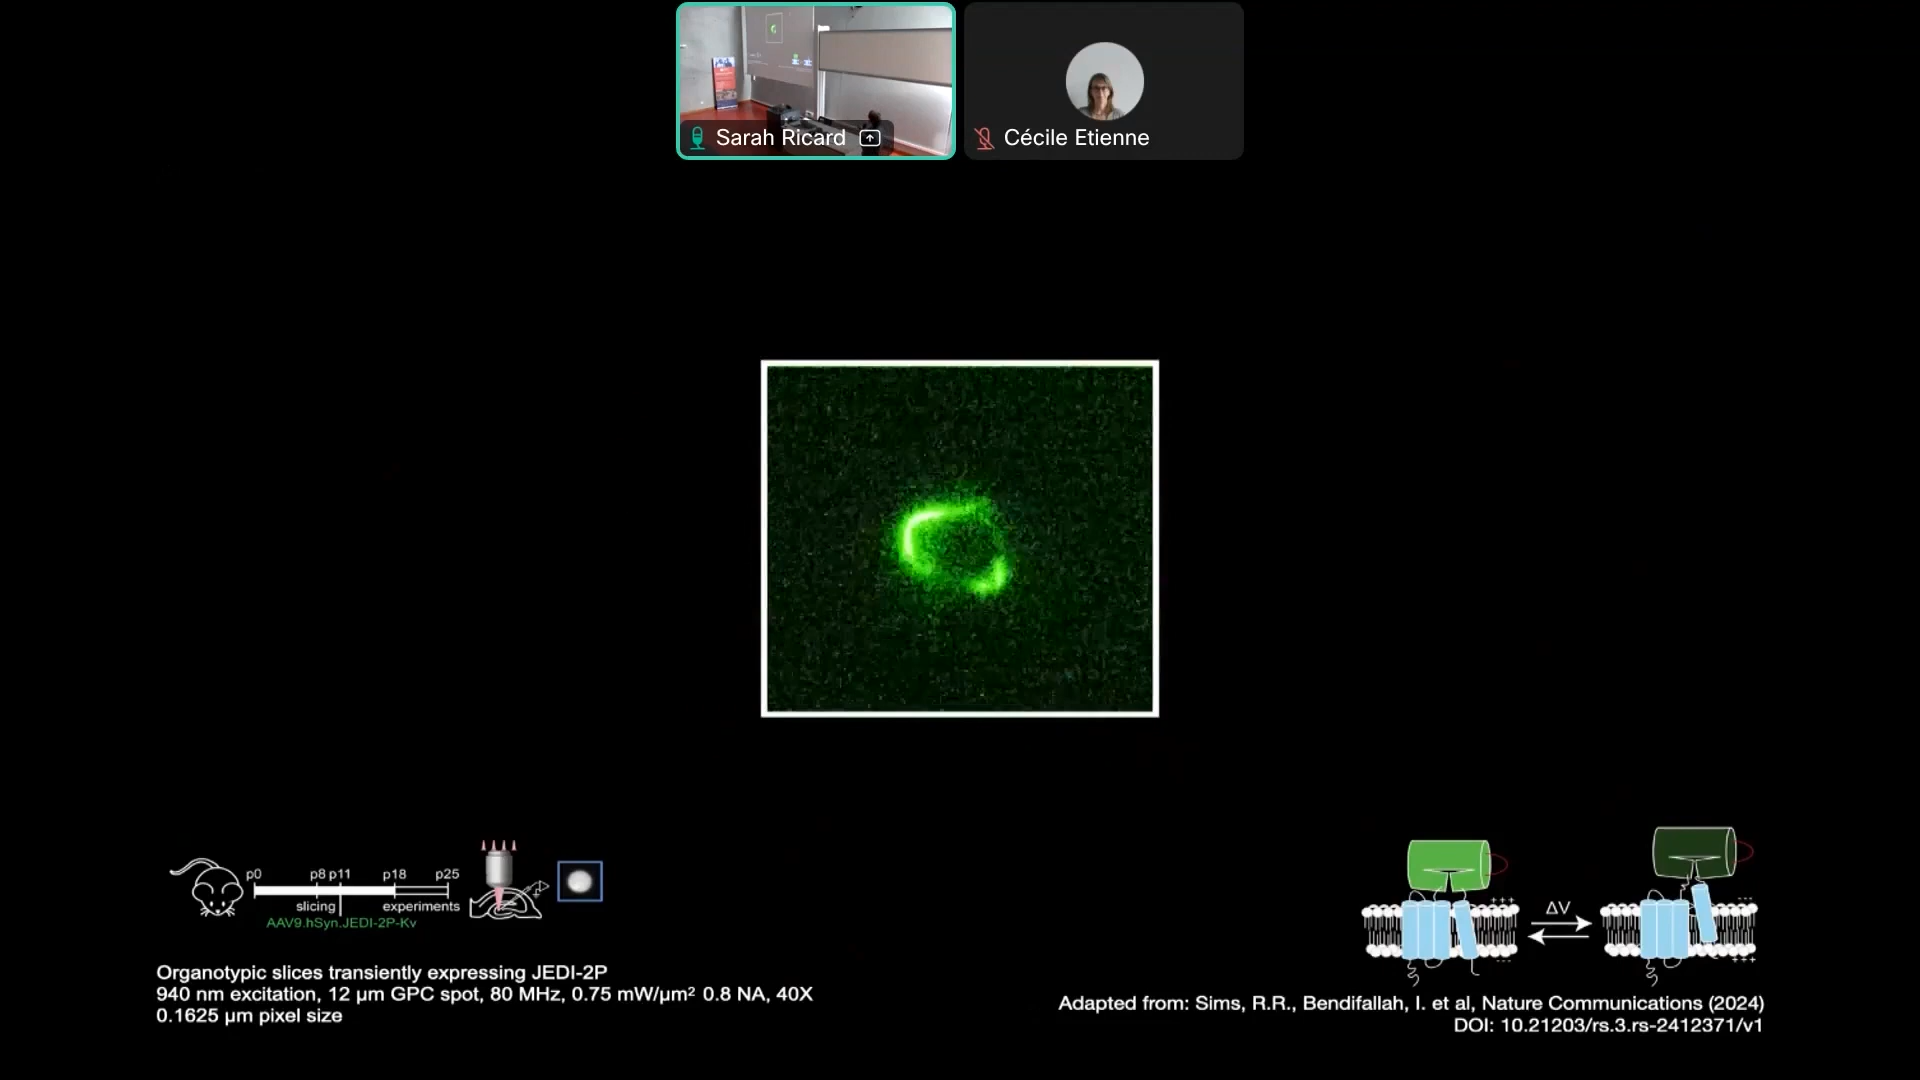 Sarah Ricard
Cécile Etienne
p0 p8 p11 p18 p25
slicing experiments
AAV9.hSyn.JEDI-2P-Kv
Organotypic slices transiently expressing JEDI-2P
940 nm excitation, 12 µm GPC spot, 80 MHz, 0.75 mW/µm² 0.8 NA, 40X
0.1625 µm pixel size
+++
---
ΔV
---
+++
Adapted from: Sims, R.R., Bendifallah, I. et al, Nature Communications (2024)
DOI: 10.21203/rs.3.rs-2412371/v1